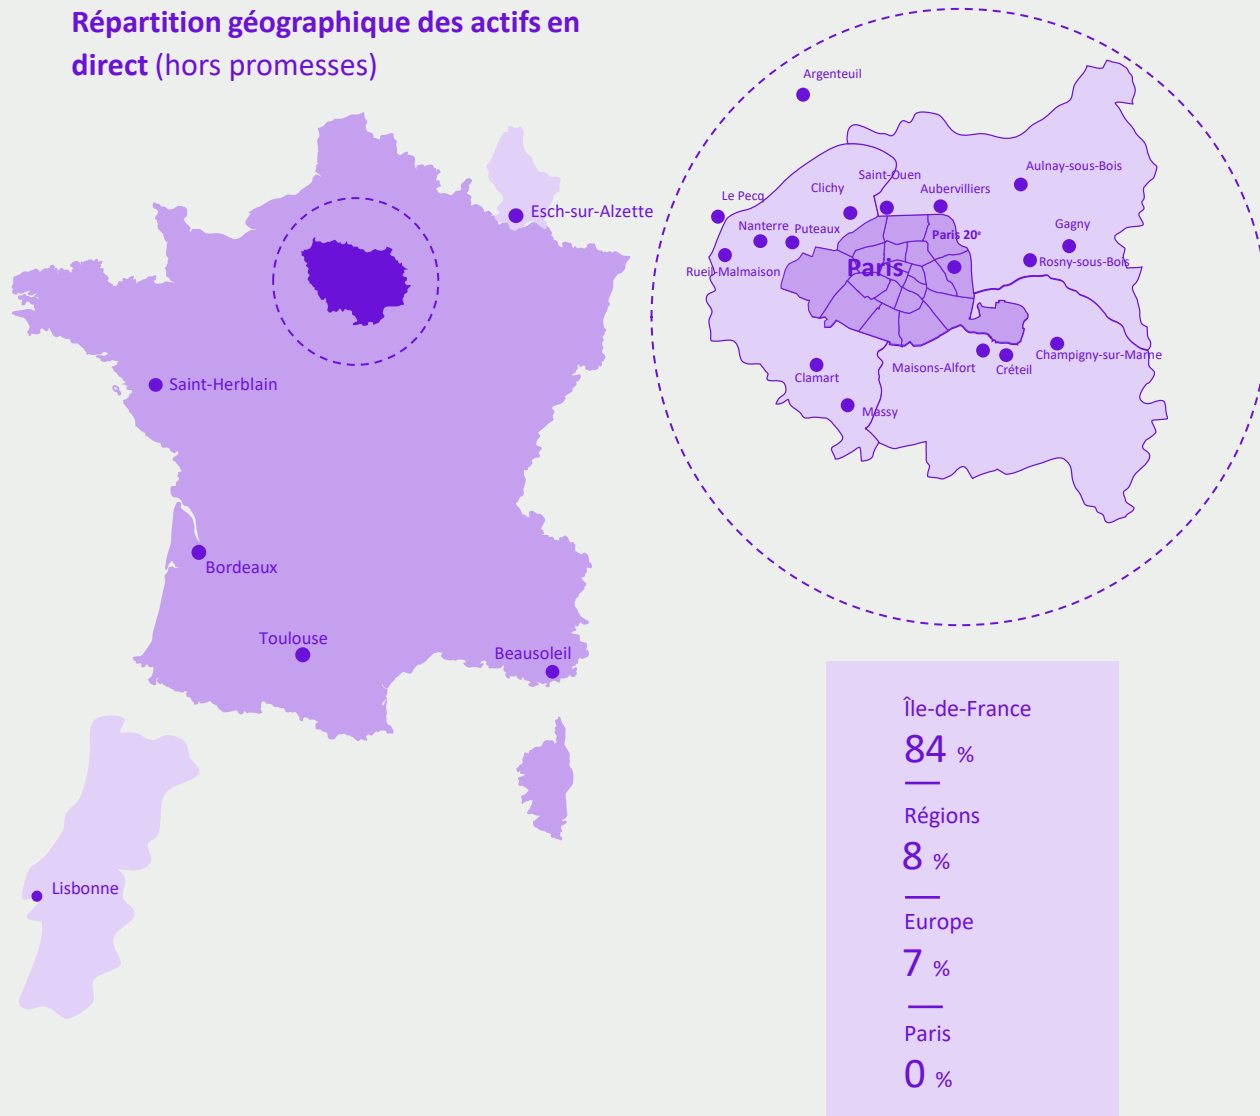 Répartition géographique des actifs en
direct (hors promesses)
Esch-sur-Alzette
Saint-Herblain
Bordeaux
Toulouse
Beausoleil
Lisbonne
Argenteuil
Aulnay-sous-Bois
Saint-Ouen
Clichy
Aubervilliers
Le Pecq
Gagny
Nanterre
Puteaux
Paris 20e
Rosny-sous-Bois
Rueil-Malmaison
Paris
Champigny-sur-Marne
Maisons-Alfort
Créteil
Clamart
Massy
Île-de-France
84 %
Régions
8 %
Europe
7 %
Paris
0 %